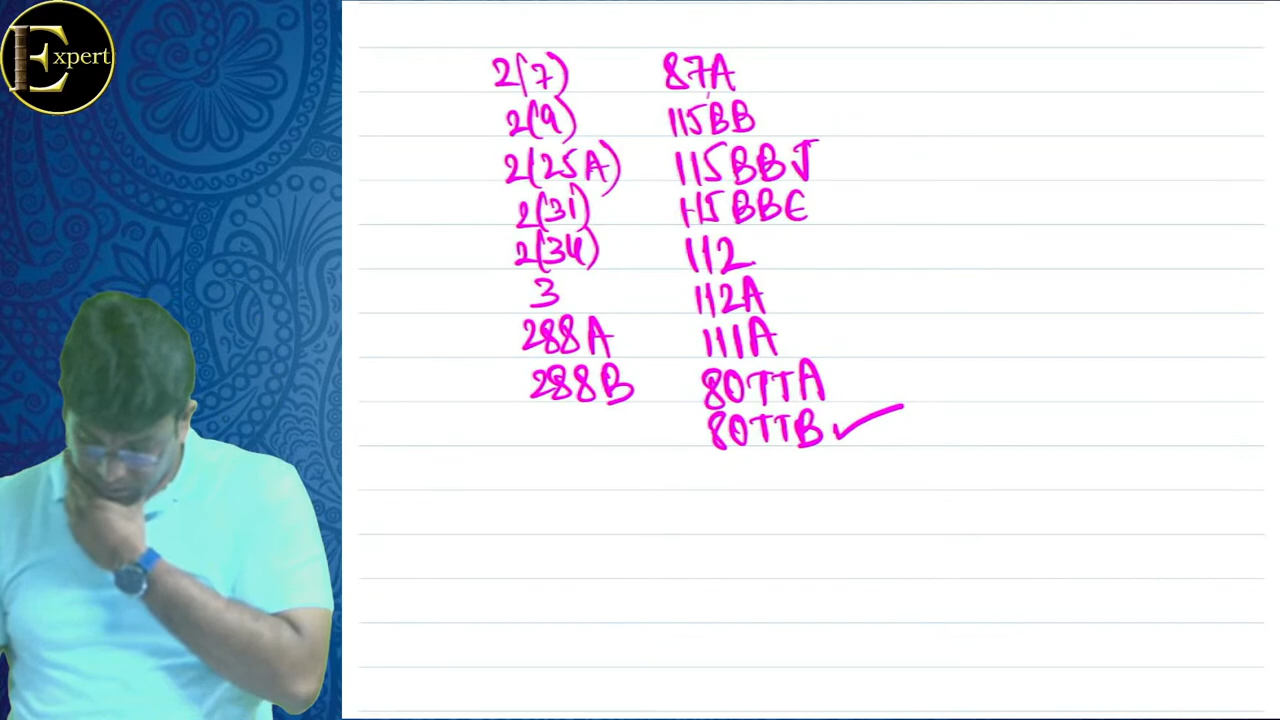 Expert
2(7) 87A
2(9) 115BB
2(25A) 115BBJ
2(31) 115BBE
2(34) 112
3 112A
288A 111A
288B 80TTA
80TTB ✓